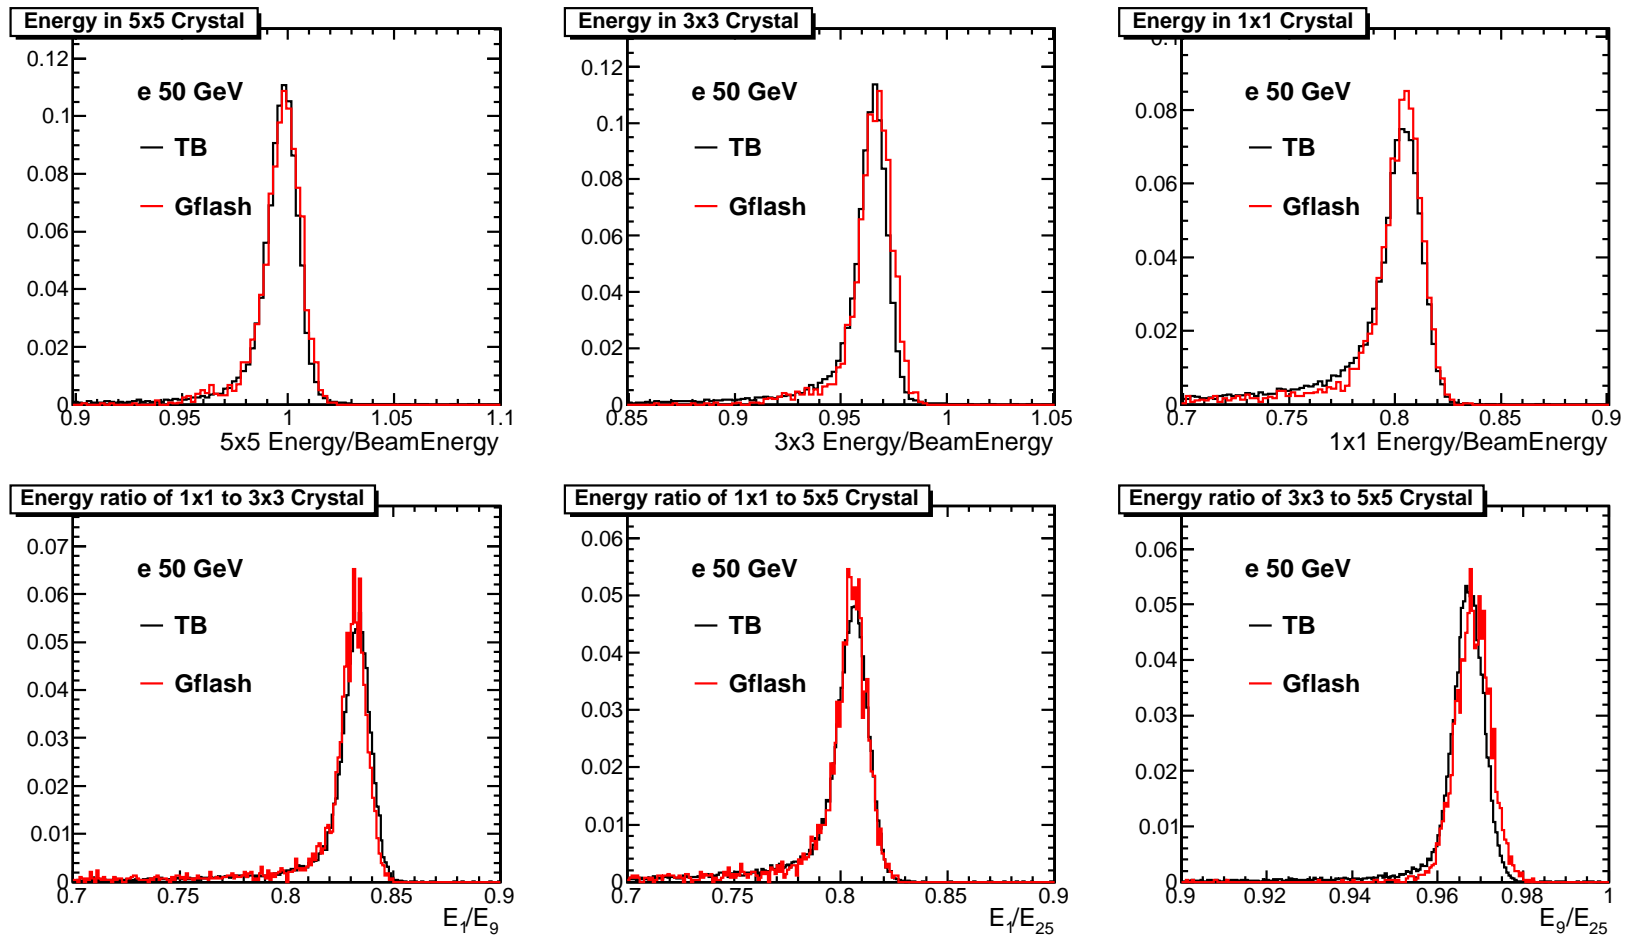 Energy in 5x5 Crystal
0.12
0.1
0.08
0.06
0.04
0.02
0
e 50 GeV
TB
Gflash
0.9 0.95 1 1.05 1.1
5x5 Energy/BeamEnergy
Energy in 3x3 Crystal
0.12
0.1
0.08
0.06
0.04
0.02
0
e 50 GeV
TB
Gflash
0.85 0.9 0.95 1 1.05
3x3 Energy/BeamEnergy
Energy in 1x1 Crystal
0.08
0.06
0.04
0.02
0
e 50 GeV
TB
Gflash
0.7 0.75 0.8 0.85 0.9
1x1 Energy/BeamEnergy
Energy ratio of 1x1 to 3x3 Crystal
0.07
0.06
0.05
0.04
0.03
0.02
0.01
0
e 50 GeV
TB
Gflash
0.7 0.75 0.8 0.85 0.9
E1/E9
Energy ratio of 1x1 to 5x5 Crystal
0.06
0.05
0.04
0.03
0.02
0.01
0
e 50 GeV
TB
Gflash
0.7 0.75 0.8 0.85 0.9
E1/E25
Energy ratio of 3x3 to 5x5 Crystal
0.06
0.05
0.04
0.03
0.02
0.01
0
e 50 GeV
TB
Gflash
0.9 0.92 0.94 0.96 0.98 1
E9/E25